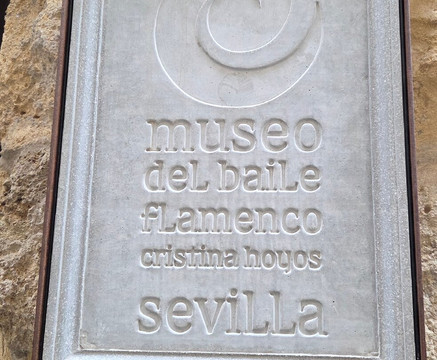 museo
del baile
flamenco
cristina hoyos
sevilla